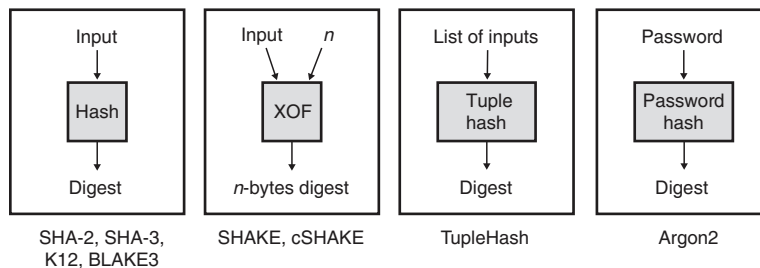 Input
Hash
Digest
SHA-2, SHA-3,
K12, BLAKE3
Input n
XOF
n-bytes digest
SHAKE, cSHAKE
List of inputs
Tuple
hash
Digest
TupleHash
Password
Password
hash
Digest
Argon2